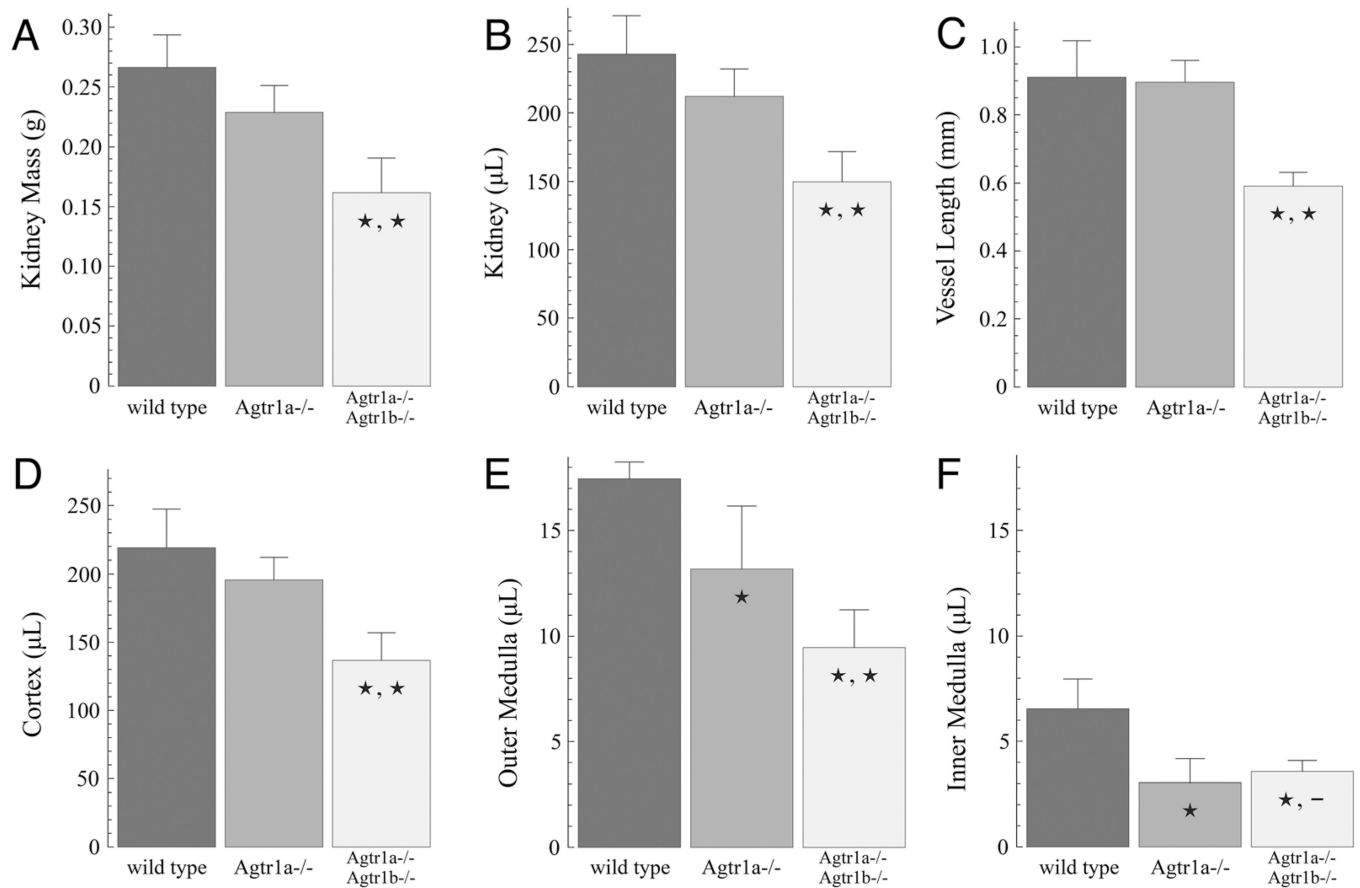 A
Kidney Mass (g)
0.30
0.25
0.20
0.15
0.10
0.05
0
★, ★
wild type
Agtr1a-/-
Agtr1a-/-
Agtr1b-/-
B
Kidney (μL)
250
200
150
100
50
0
★, ★
wild type
Agtr1a-/-
Agtr1a-/-
Agtr1b-/-
C
Vessel Length (mm)
1.0
0.8
0.6
0.4
0.2
0
★, ★
wild type
Agtr1a-/-
Agtr1a-/-
Agtr1b-/-
D
Cortex (μL)
250
200
150
100
50
0
★, ★
wild type
Agtr1a-/-
Agtr1a-/-
Agtr1b-/-
E
Outer Medulla (μL)
15
10
5
0
★
★, ★
wild type
Agtr1a-/-
Agtr1a-/-
Agtr1b-/-
F
Inner Medulla (μL)
15
10
5
0
★
★, –
wild type
Agtr1a-/-
Agtr1a-/-
Agtr1b-/-